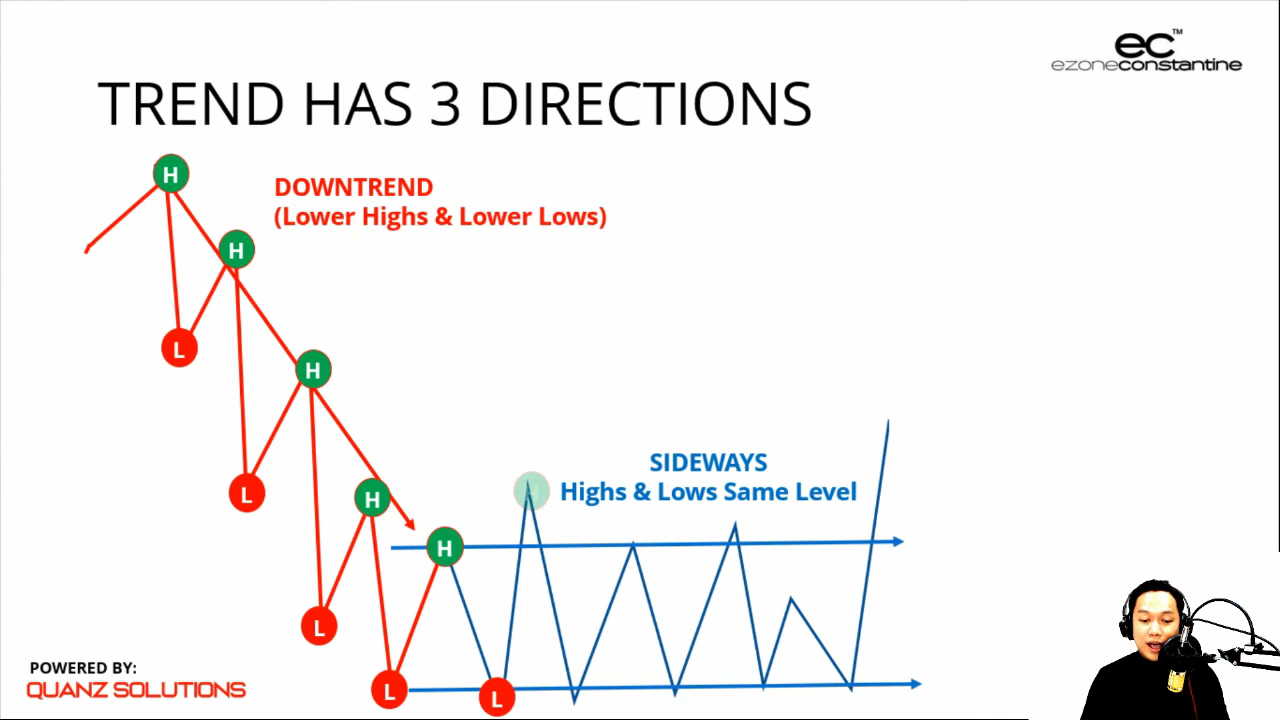 ec™
ezoneconstantine
TREND HAS 3 DIRECTIONS
H
DOWNTREND
(Lower Highs & Lower Lows)
H
L
H
L
H
SIDEWAYS
Highs & Lows Same Level
H
L
L
L
POWERED BY:
QUANZ SOLUTIONS